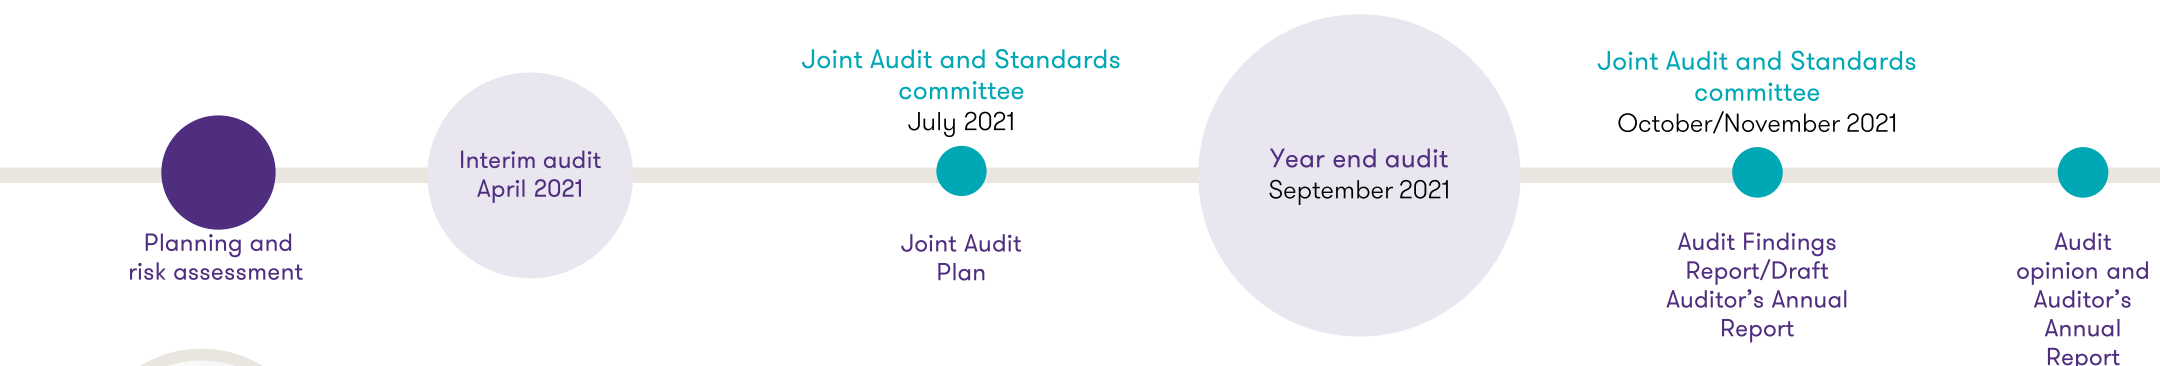 Planning and
risk assessment
Interim audit
April 2021
Joint Audit and Standards
committee
July 2021
Joint Audit
Plan
Year end audit
September 2021
Joint Audit and Standards
committee
October/November 2021
Audit Findings
Report/Draft
Auditor’s Annual
Report
Audit
opinion and
Auditor’s
Annual
Report